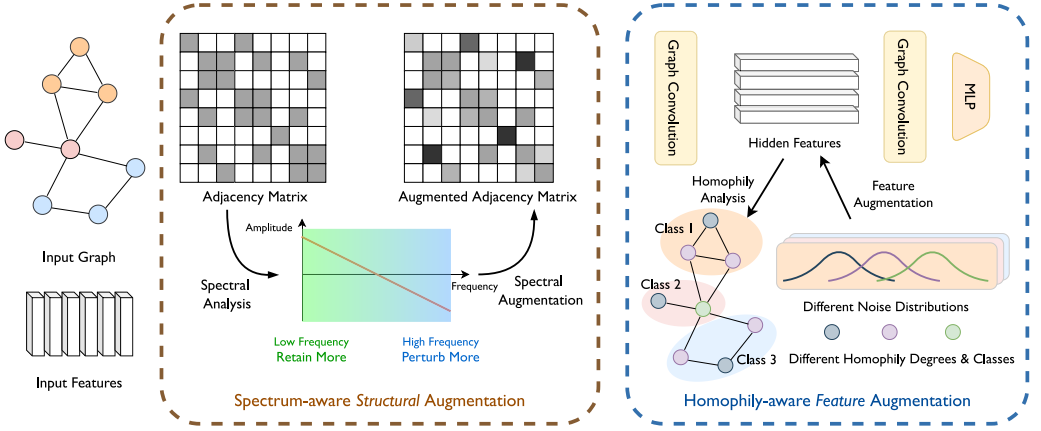 Input Graph
Input Features
Adjacency Matrix
Augmented Adjacency Matrix
Amplitude
Spectral
Analysis
Frequency
Spectral
Augmentation
Low Frequency
Retain More
High Frequency
Perturb More
Spectrum-aware Structural Augmentation
Graph Convolution
Hidden Features
Graph Convolution
MLP
Homophily
Analysis
Feature
Augmentation
Class 1
Class 2
Class 3
Different Noise Distributions
Different Homophily Degrees & Classes
Homophily-aware Feature Augmentation